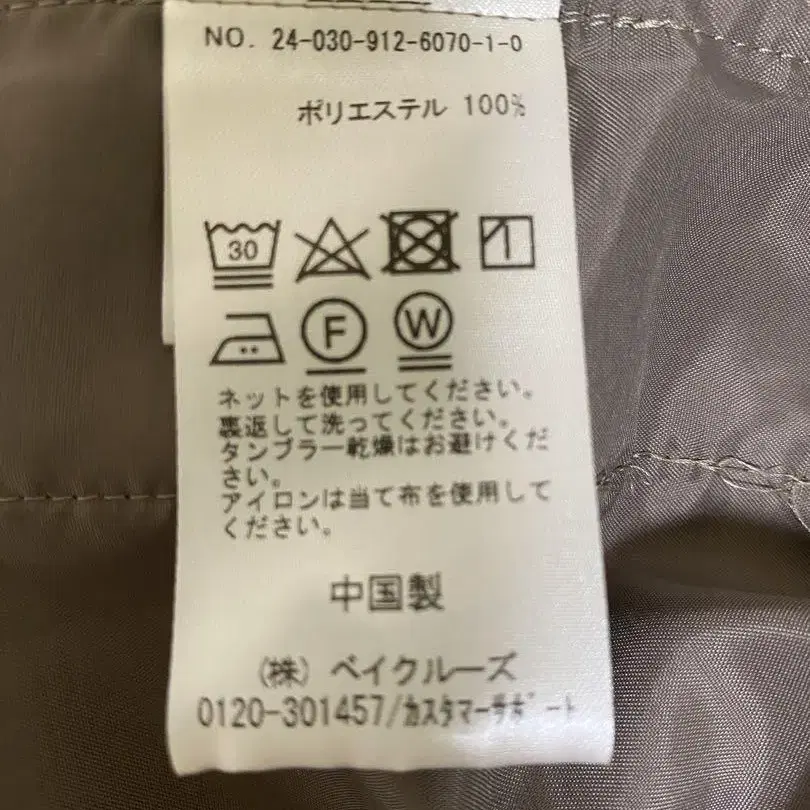 NO. 24-030-912-6070-1-0
ポリエステル 100%
30
F W
ネットを使用してください。
裏返して洗ってください。
タンブラー乾燥はお避けくだ
さい。
アイロンは当て布を使用して
ください。
中国製
(株) ベイクルーズ
0120-301457/カスタマーサポート